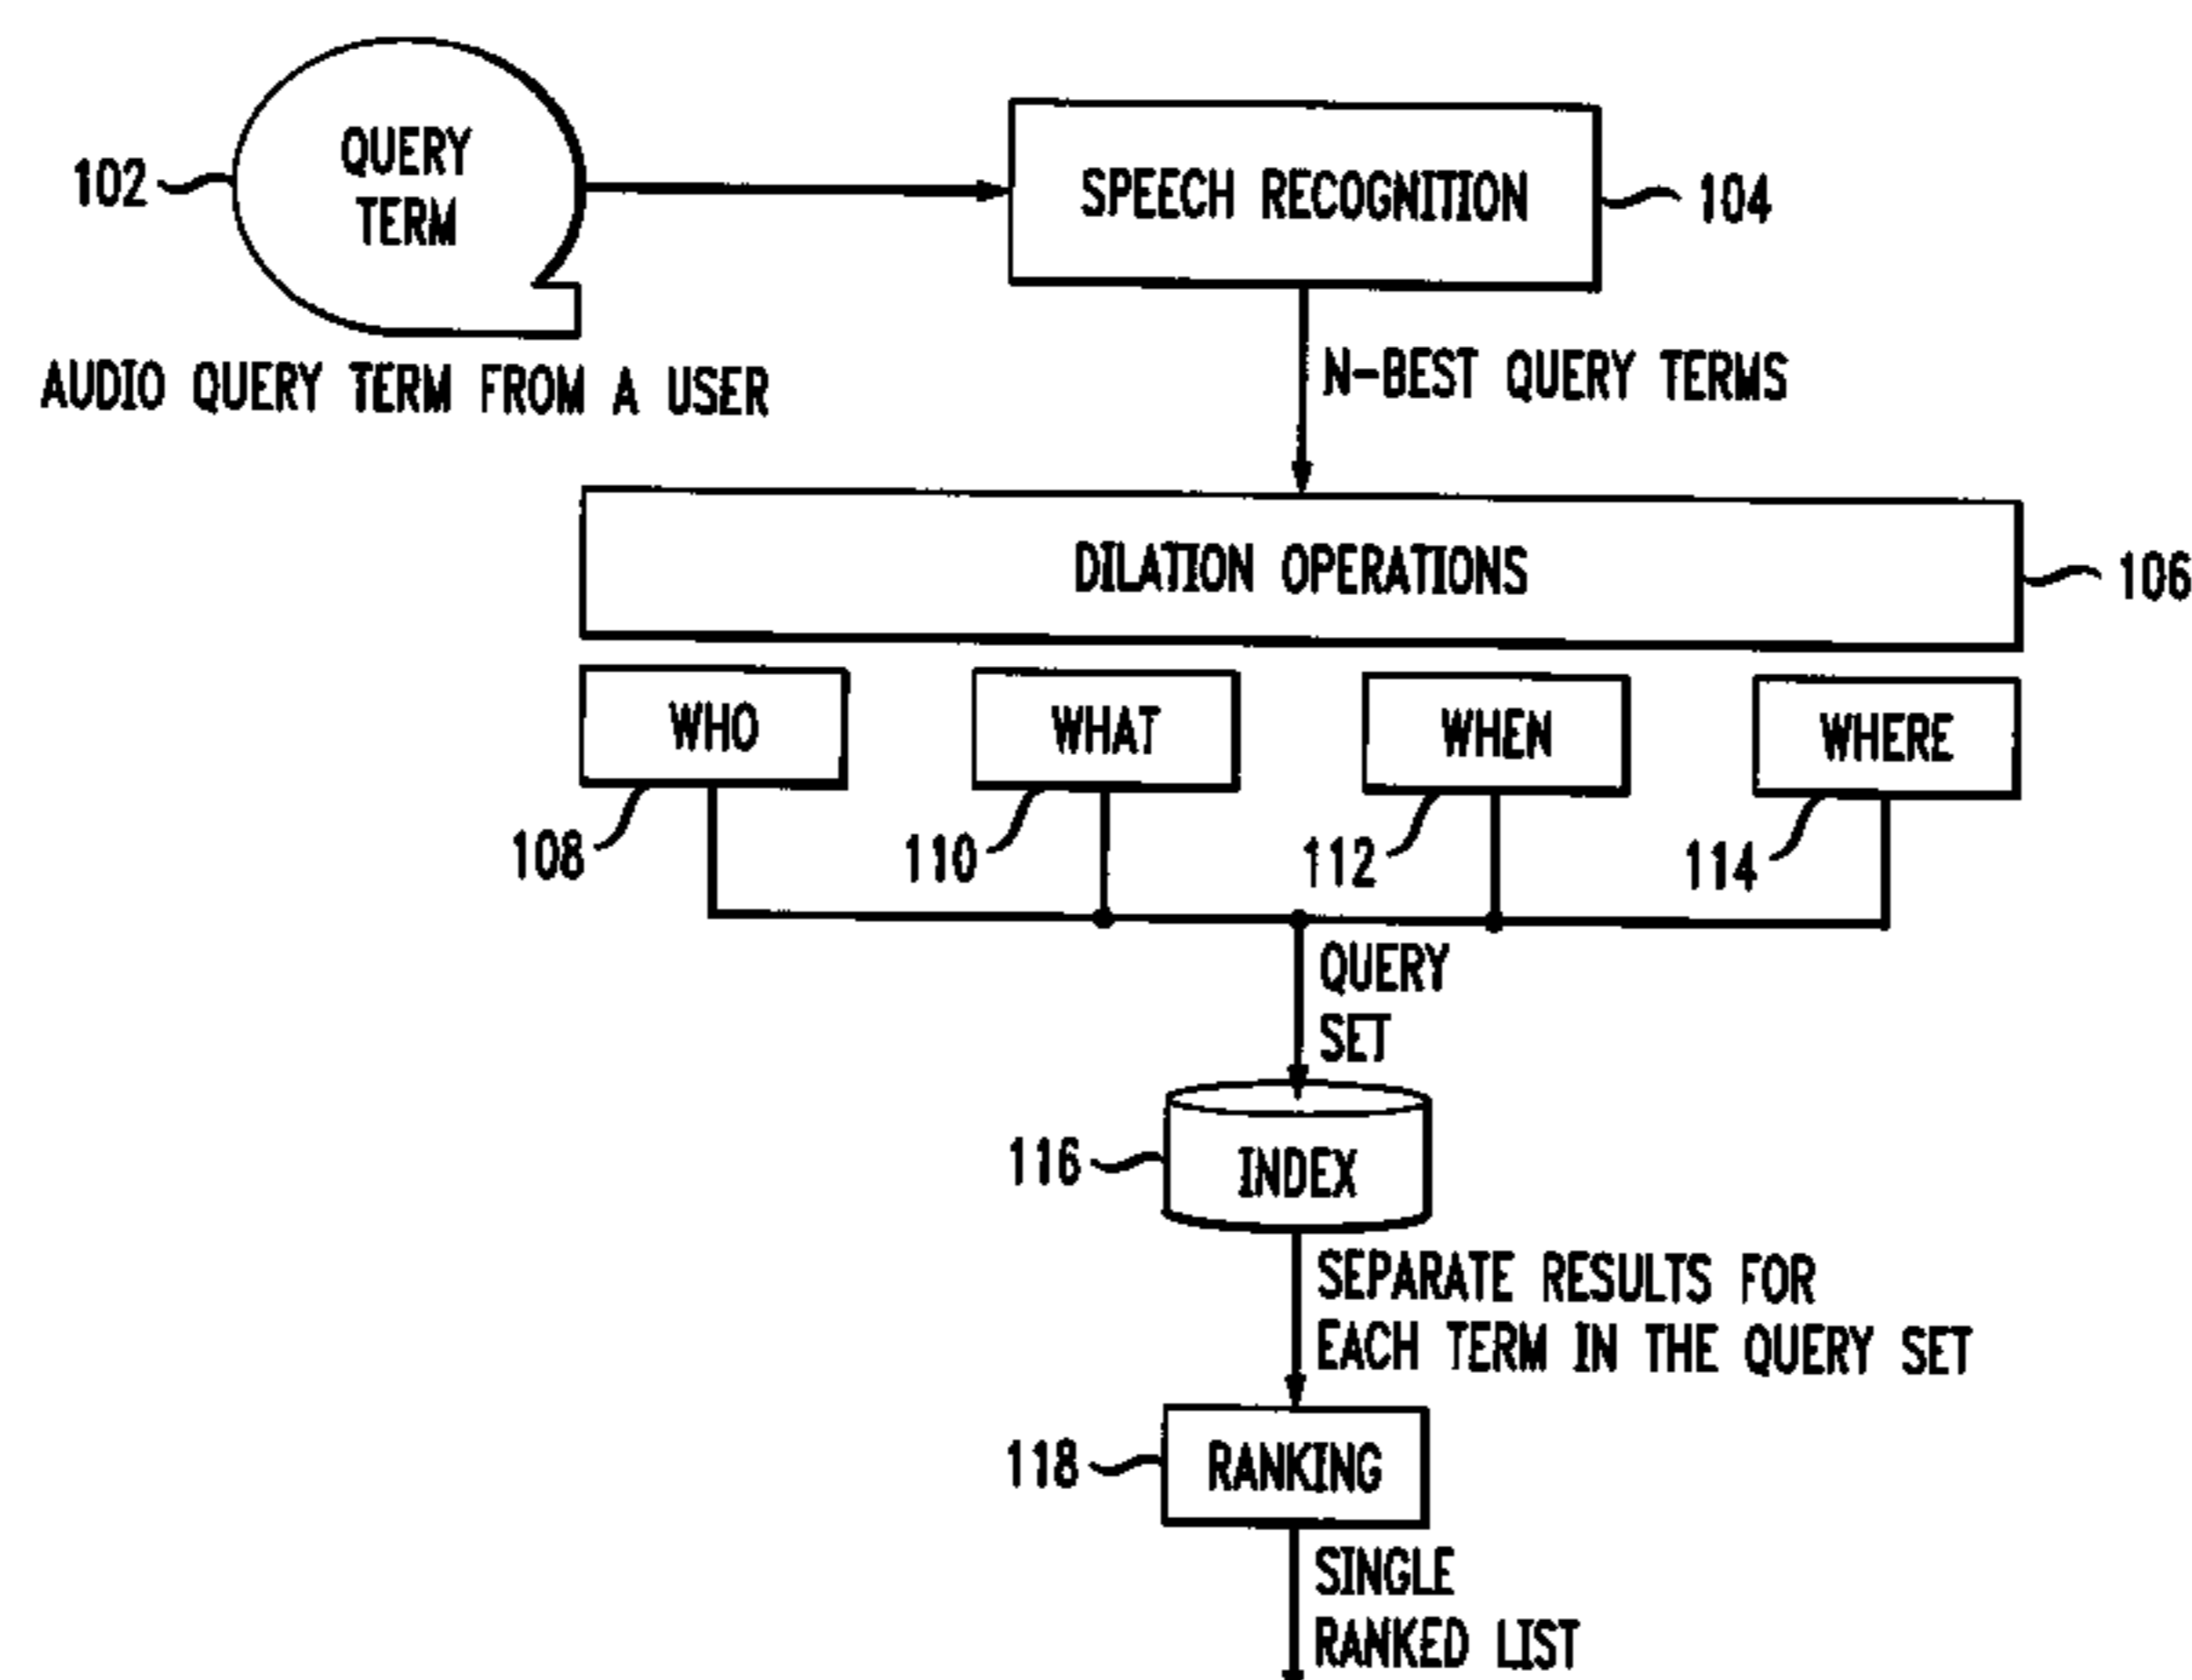 QUERY
TERM
102
SPEECH RECOGNITION
104
AUDIO QUERY TERM FROM A USER
N-BEST QUERY TERMS
DILATION OPERATIONS
106
WHO
WHAT
WHEN
WHERE
108
110
112
114
QUERY
SET
116
INDEX
SEPARATE RESULTS FOR
EACH TERM IN THE QUERY SET
118
RANKING
SINGLE
RANKED LIST